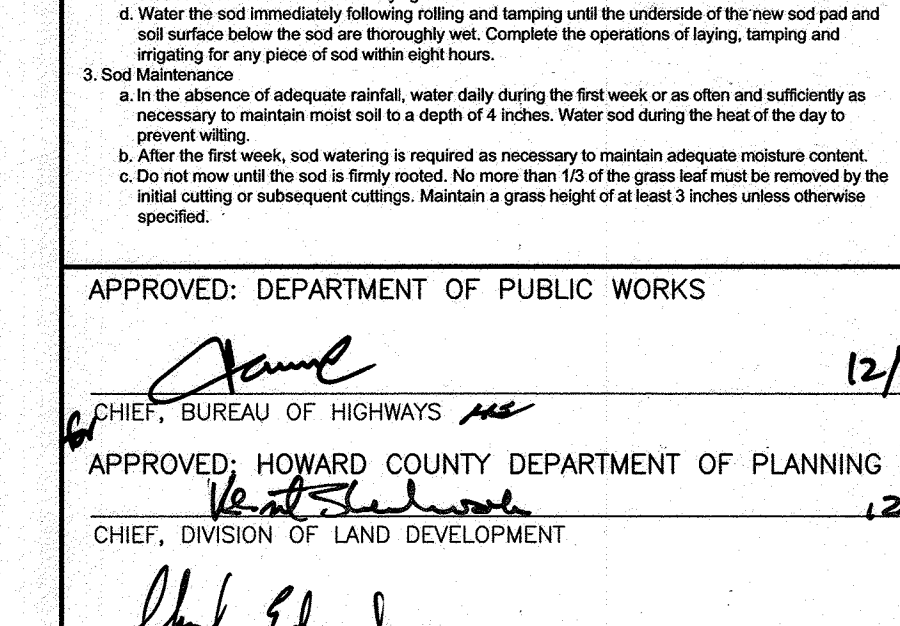 d. Water the sod immediately following rolling and tamping until the underside of the new sod pad and
soil surface below the sod are thoroughly wet. Complete the operations of laying, tamping and
irrigating for any piece of sod within eight hours.
3. Sod Maintenance
a. In the absence of adequate rainfall, water daily during the first week or as often and sufficiently as
necessary to maintain moist soil to a depth of 4 inches. Water sod during the heat of the day to
prevent wilting.
b. After the first week, sod watering is required as necessary to maintain adequate moisture content.
c. Do not mow until the sod is firmly rooted. No more than 1/3 of the grass leaf must be removed by the
initial cutting or subsequent cuttings. Maintain a grass height of at least 3 inches unless otherwise
specified.
APPROVED: DEPARTMENT OF PUBLIC WORKS
12/
for CHIEF, BUREAU OF HIGHWAYS
APPROVED: HOWARD COUNTY DEPARTMENT OF PLANNING
Kent 12
CHIEF, DIVISION OF LAND DEVELOPMENT